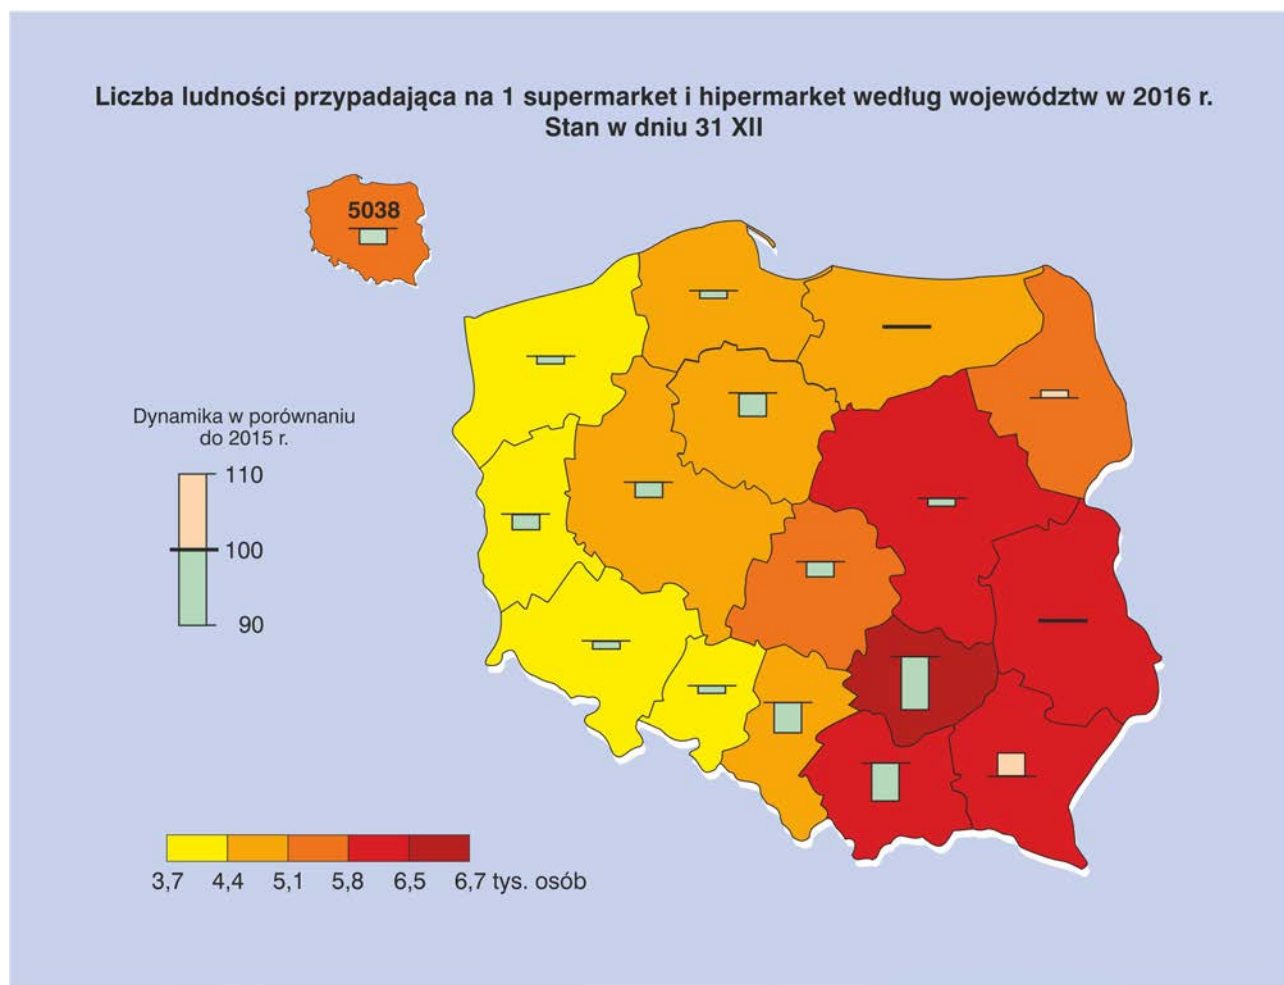 Liczba ludności przypadająca na 1 supermarket i hipermarket według województw w 2016 r.
Stan w dniu 31 XII
5038
Dynamika w porównaniu
do 2015 r.
110
100
90
3,7 4,4 5,1 5,8 6,5 6,7 tys. osób